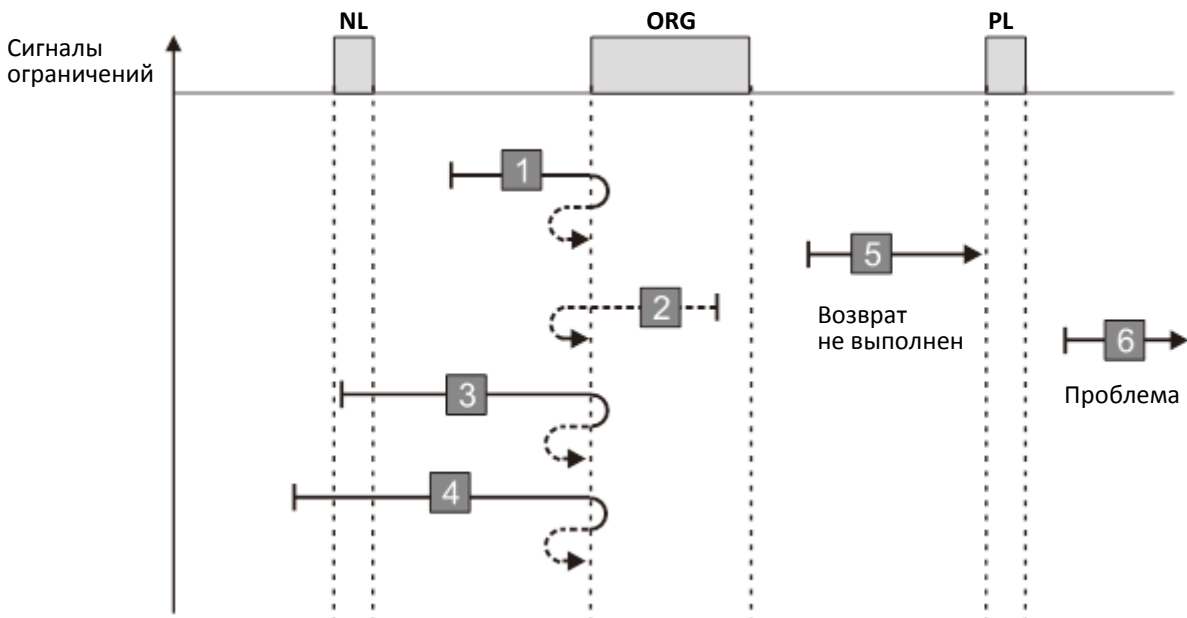 NL
ORG
PL
Сигналы
ограничений
1
5
2
Возврат
не выполнен
6
3
Проблема
4